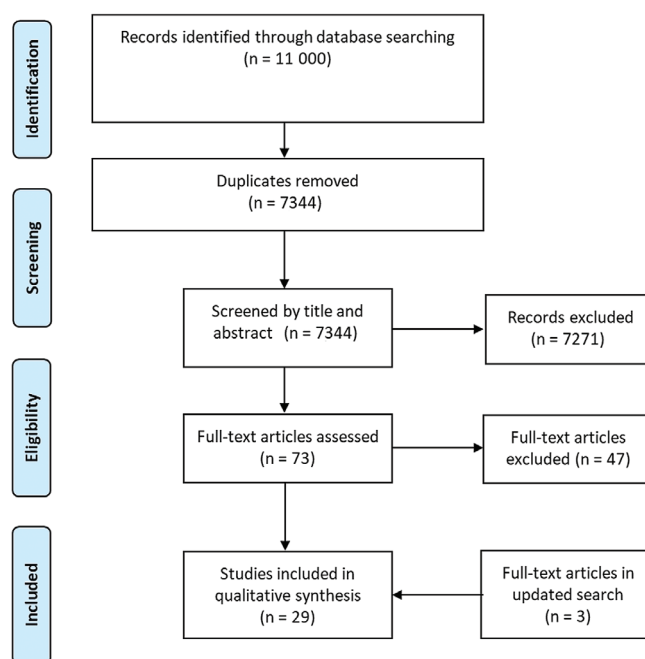 Identification
Records identified through database searching
(n = 11 000)
Duplicates removed
(n = 7344)
Screening
Screened by title and
abstract (n = 7344)
Records excluded
(n = 7271)
Eligibility
Full-text articles assessed
(n = 73)
Full-text articles
excluded (n = 47)
Included
Studies included in
qualitative synthesis
(n = 29)
Full-text articles in
updated search
(n = 3)